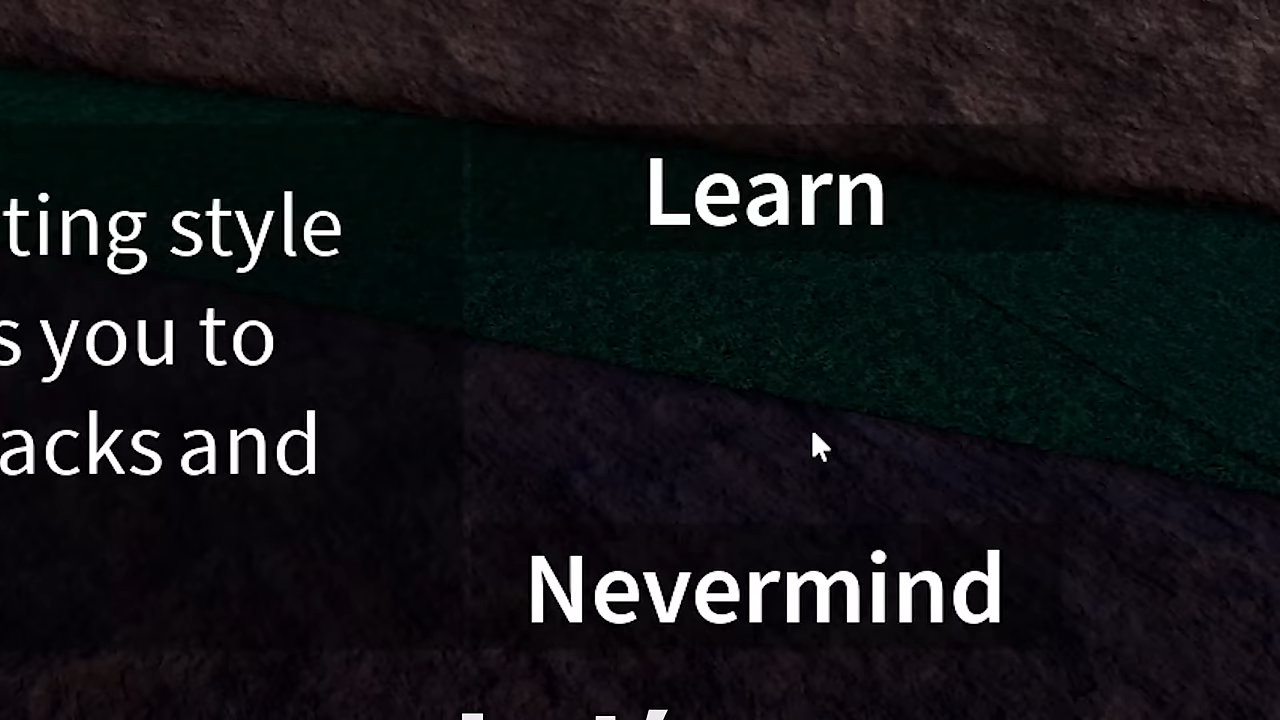 ting style
s you to
acks and
Learn
Nevermind